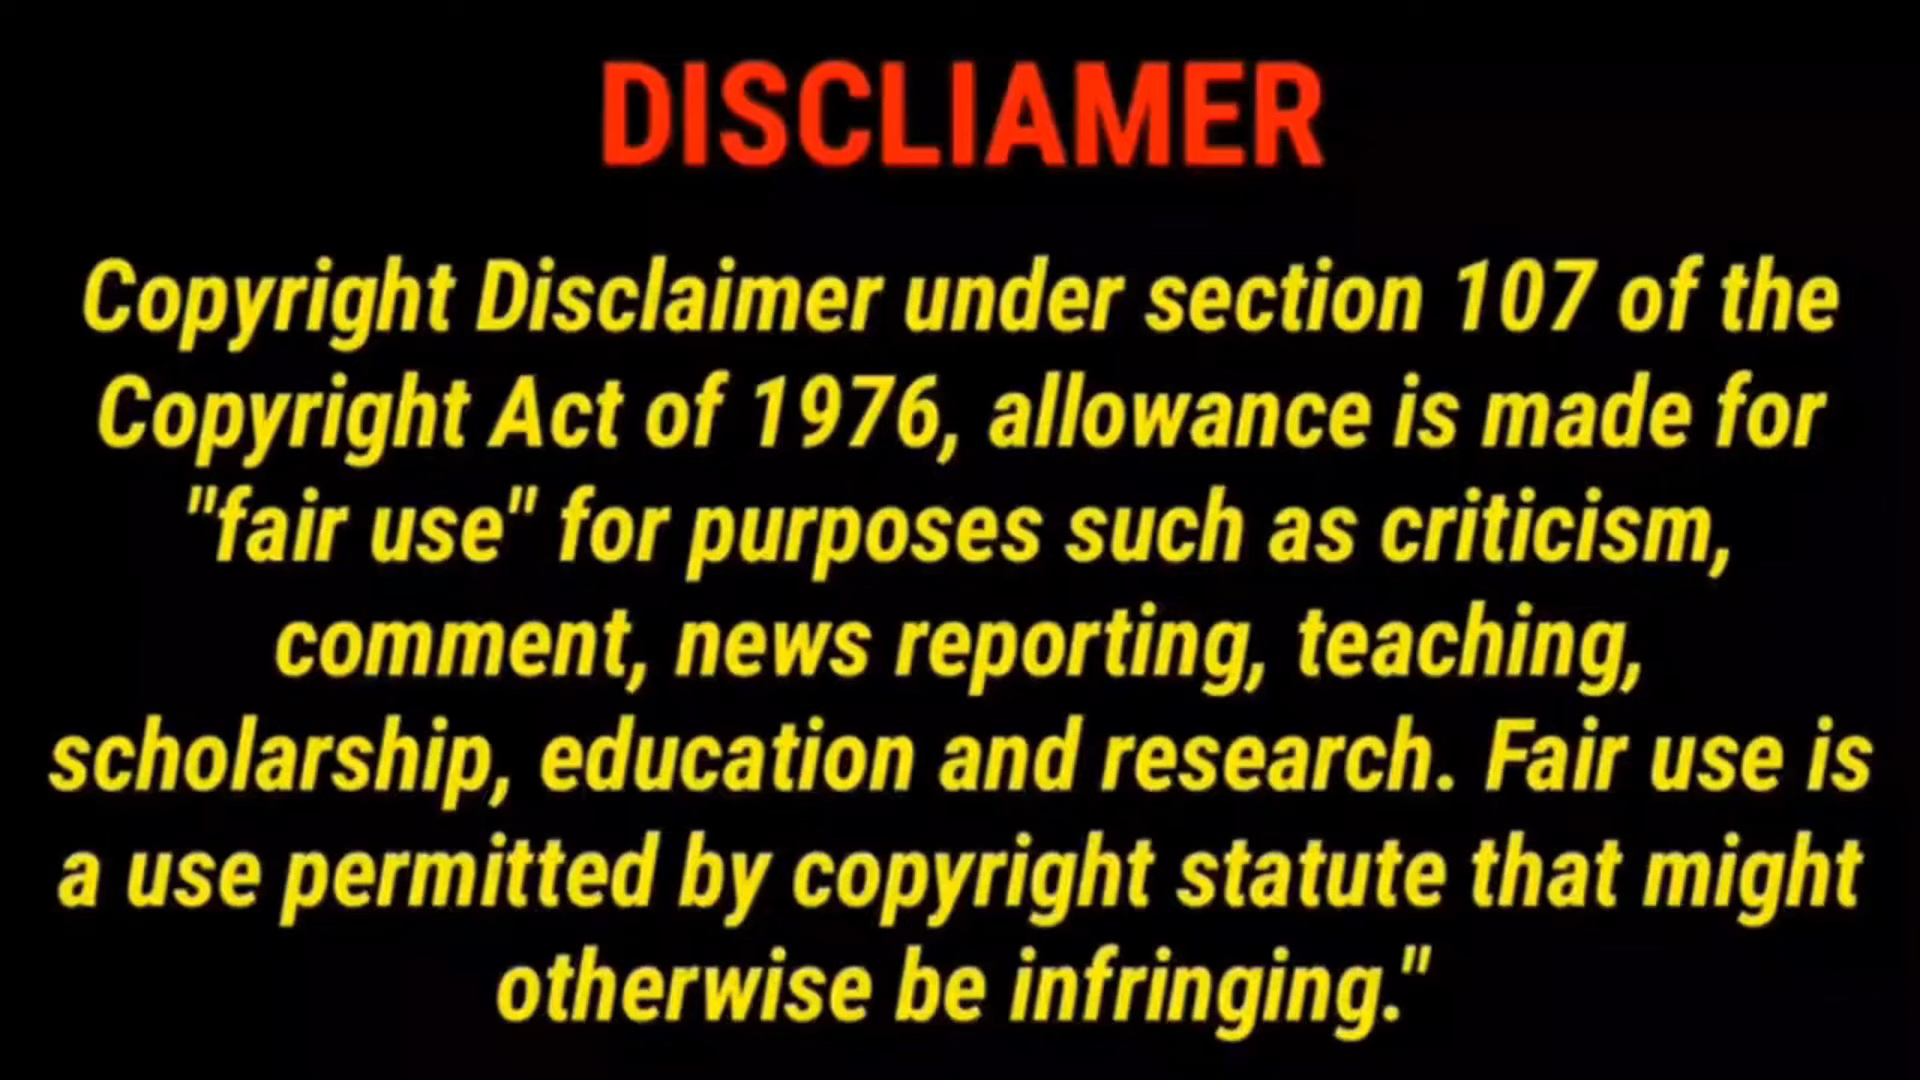 DISCLIAMER
Copyright Disclaimer under section 107 of the
Copyright Act of 1976, allowance is made for
"fair use" for purposes such as criticism,
comment, news reporting, teaching,
scholarship, education and research. Fair use is
a use permitted by copyright statute that might
otherwise be infringing."